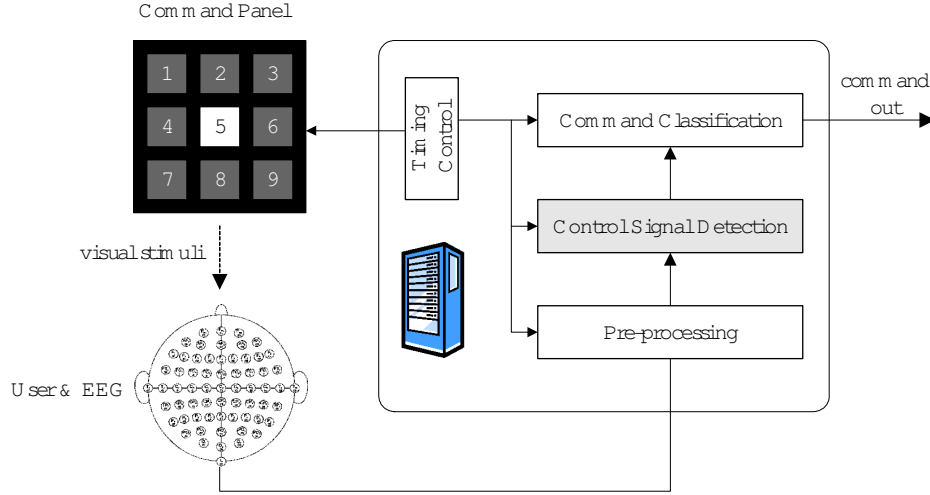 Command Panel
1 2 3
4 5 6
7 8 9
visual stimuli
User & EEG
Timing
Control
Command Classification
Control Signal Detection
Pre-processing
command
out